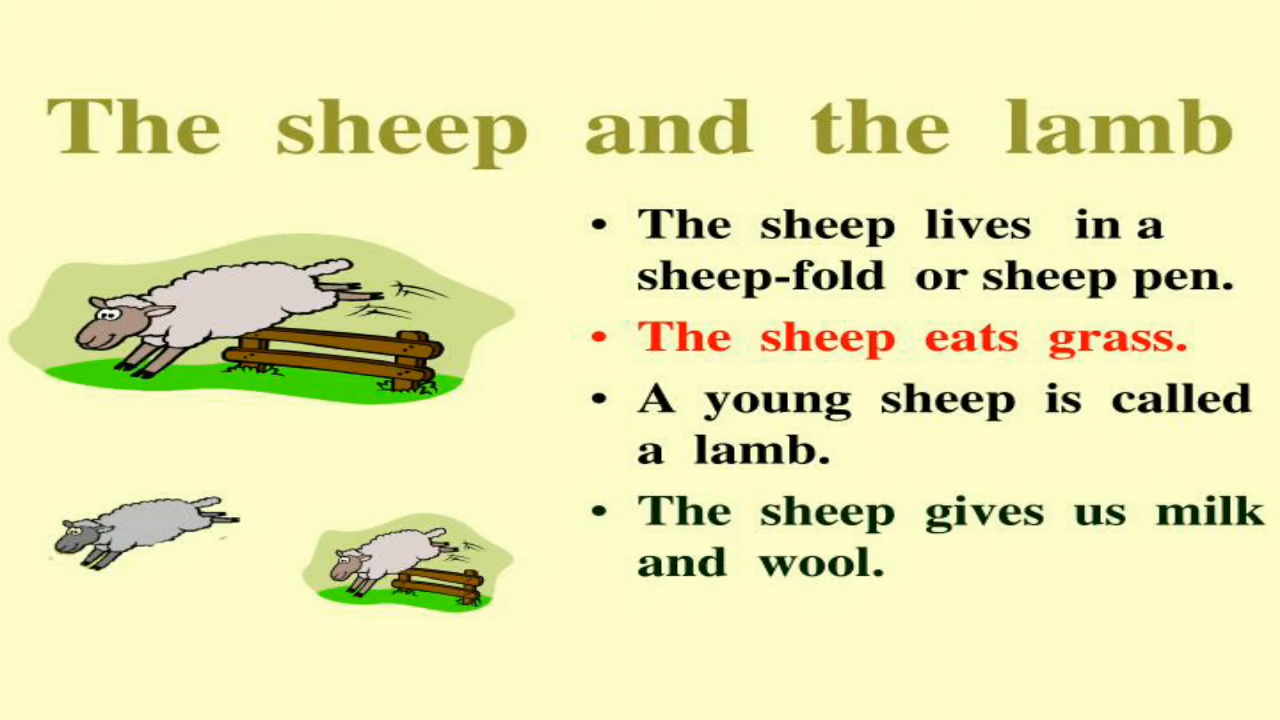 The sheep and the lamb
• The sheep lives in a
sheep-fold or sheep pen.
• The sheep eats grass.
• A young sheep is called
a lamb.
• The sheep gives us milk
and wool.